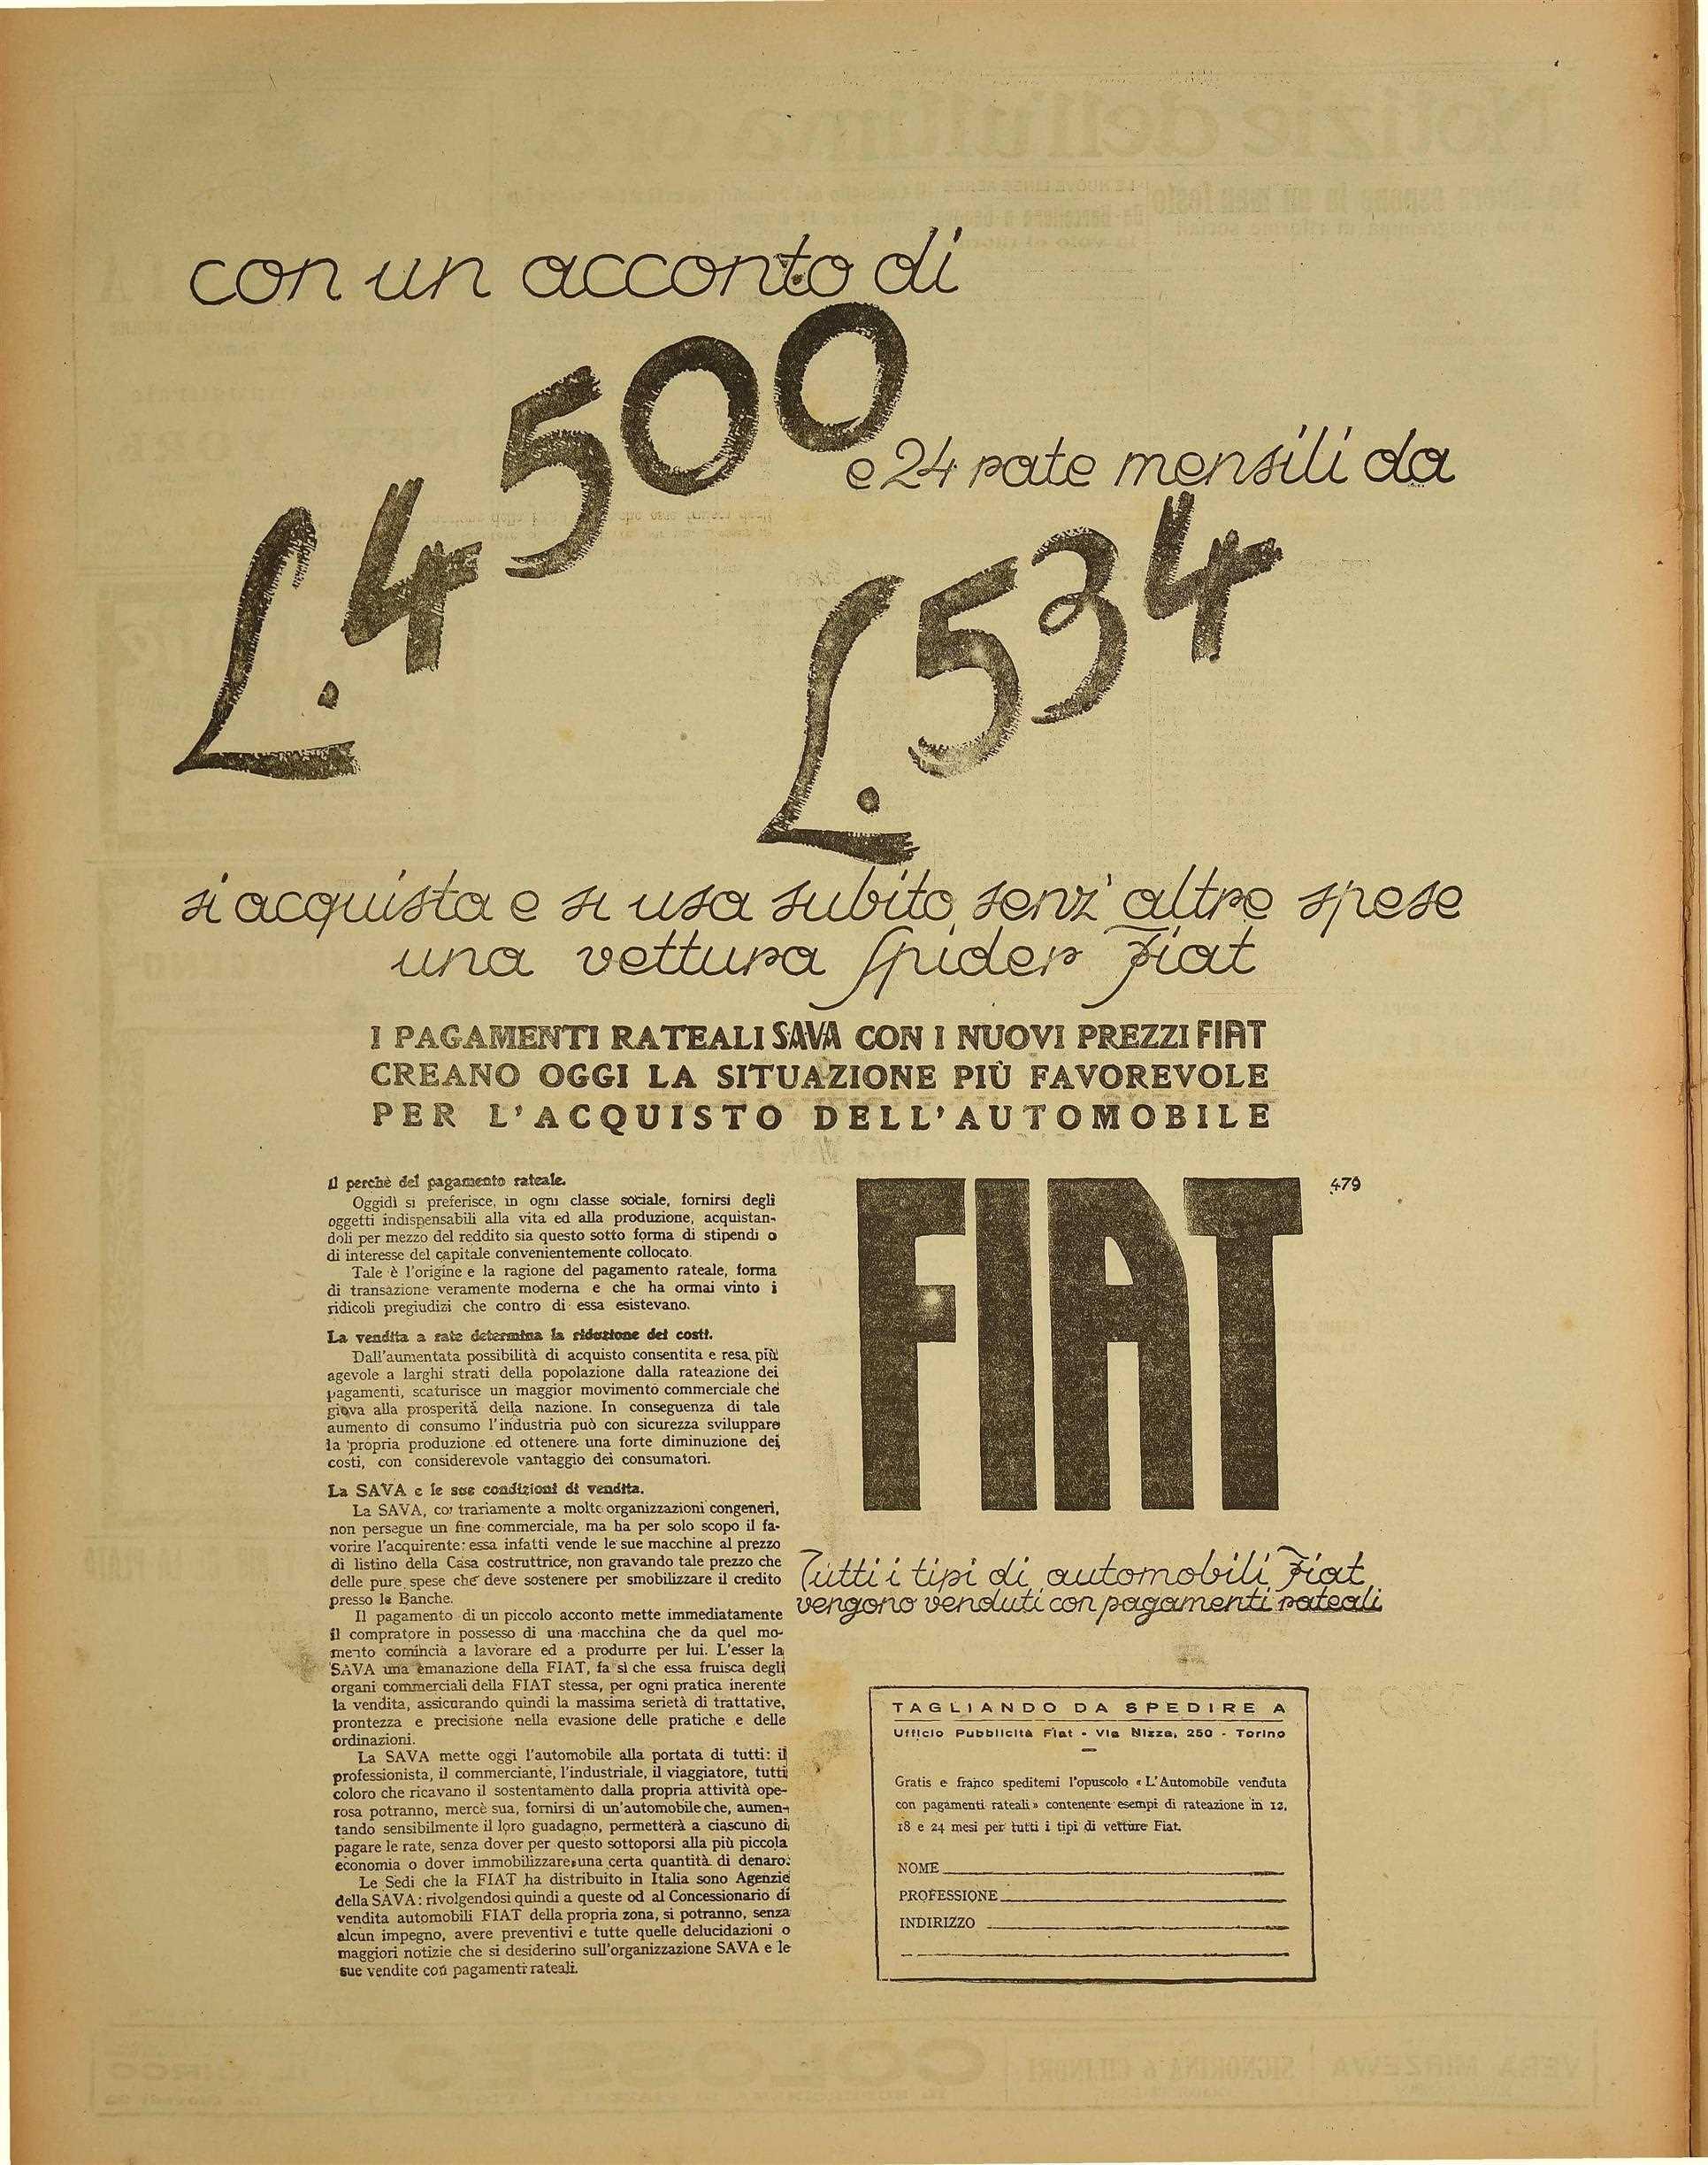 con un acconto di
L. 4500
e 24 rate mensili da
L. 534
si acquista e si usa subito senz'altre spese
una vettura Spider Fiat
I PAGAMENTI RATEALI SAVA CON I NUOVI PREZZI FIAT
CREANO OGGI LA SITUAZIONE PIÙ FAVOREVOLE
PER L'ACQUISTO DELL'AUTOMOBILE
Il perchè del pagamento rateale.
Oggidì si preferisce, in ogni classe sociale, fornirsi degli
oggetti indispensabili alla vita ed alla produzione, acquistan-
doli per mezzo del reddito sia questo sotto forma di stipendi o
di interesse del capitale convenientemente collocato.
Tale è l'origine e la ragione del pagamento rateale, forma
di transazione veramente moderna e che ha ormai vinto i
ridicoli pregiudizi che contro di essa esistevano.
La vendita a rate determina la riduzione dei costi.
Dall'aumentata possibilità di acquisto consentita e resa più
agevole a larghi strati della popolazione dalla rateazione dei
pagamenti, scaturisce un maggior movimento commerciale che
giova alla prosperità della nazione. In conseguenza di tale
aumento di consumo l'industria può con sicurezza sviluppare
la propria produzione ed ottenere una forte diminuzione dei
costi, con considerevole vantaggio dei consumatori.
La SAVA e le sue condizioni di vendita.
La SAVA, contrariamente a molte organizzazioni congeneri,
non persegue un fine commerciale, ma ha per solo scopo il fa-
vorire l'acquirente: essa infatti vende le sue macchine al prezzo
di listino della Casa costruttrice, non gravando tale prezzo che
delle pure spese che deve sostenere per smobilizzare il credito
presso le Banche.
Il pagamento di un piccolo acconto mette immediatamente
il compratore in possesso di una macchina che da quel mo-
mento comincia a lavorare ed a produrre per lui. L'esser la
SAVA una emanazione della FIAT, fa sì che essa fruisca degli
organi commerciali della FIAT stessa, per ogni pratica inerente
la vendita, assicurando quindi la massima serietà di trattative,
prontezza e precisione nella evasione delle pratiche e delle
ordinazioni.
La SAVA mette oggi l'automobile alla portata di tutti: il
professionista, il commerciante, l'industriale, il viaggiatore, tutti
coloro che ricavano il sostentamento dalla propria attività ope-
rosa potranno, mercè sua, fornirsi di un'automobile che, aumen-
tando sensibilmente il loro guadagno, permetterà a ciascuno di
pagare le rate, senza dover per questo sottoporsi alla più piccola
economia o dover immobilizzare una certa quantità di denaro.
Le Sedi che la FIAT ha distribuito in Italia sono Agenzie
della SAVA: rivolgendosi quindi a queste od al Concessionario di
vendita automobili FIAT della propria zona, si potranno, senza
alcun impegno, avere preventivi e tutte quelle delucidazioni o
maggiori notizie che si desiderino sull'organizzazione SAVA e le
sue vendite con pagamenti rateali.
FIAT
479
Tutti i tipi di automobili Fiat
vengono venduti con pagamenti rateali
TAGLIANDO DA SPEDIRE A
Ufficio Pubblicità Fiat - Via Nizza, 250 - Torino
Gratis e franco speditemi l'opuscolo « L'Automobile venduta
con pagamenti rateali » contenente esempi di rateazione in 12,
18 e 24 mesi per tutti i tipi di vetture Fiat.
NOME
PROFESSIONE
INDIRIZZO